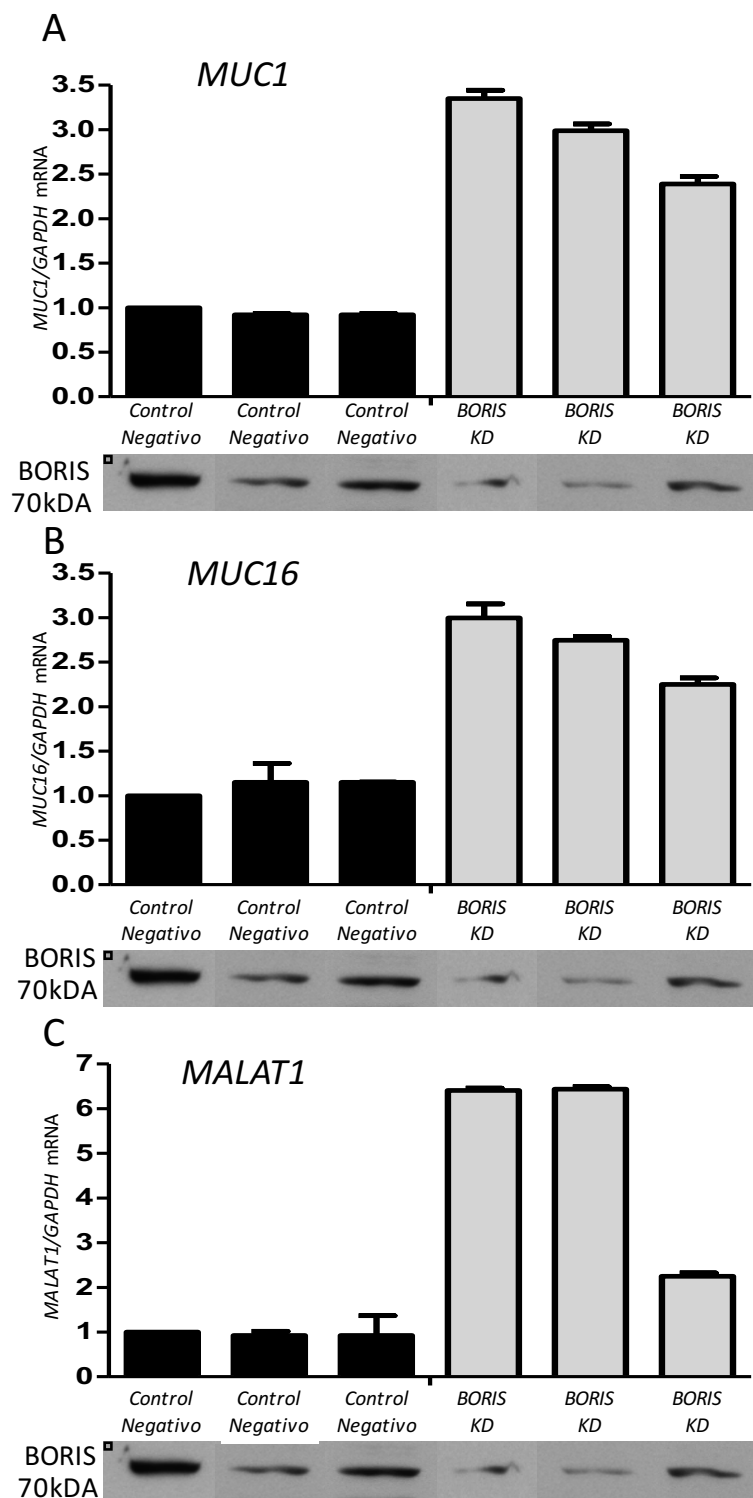 A
MUC1
MUC1/GAPDH mRNA
3.5
3.0
2.5
2.0
1.5
1.0
0.5
0.0
Control Control Control BORIS BORIS BORIS
Negativo Negativo Negativo KD KD KD
BORIS
70kDA
B
MUC16
MUC16/GAPDH mRNA
3.5
3.0
2.5
2.0
1.5
1.0
0.5
0.0
Control Control Control BORIS BORIS BORIS
Negativo Negativo Negativo KD KD KD
BORIS
70kDA
C
MALAT1
MALAT1/GAPDH mRNA
7
6
5
4
3
2
1
0
Control Control Control BORIS BORIS BORIS
Negativo Negativo Negativo KD KD KD
BORIS
70kDA